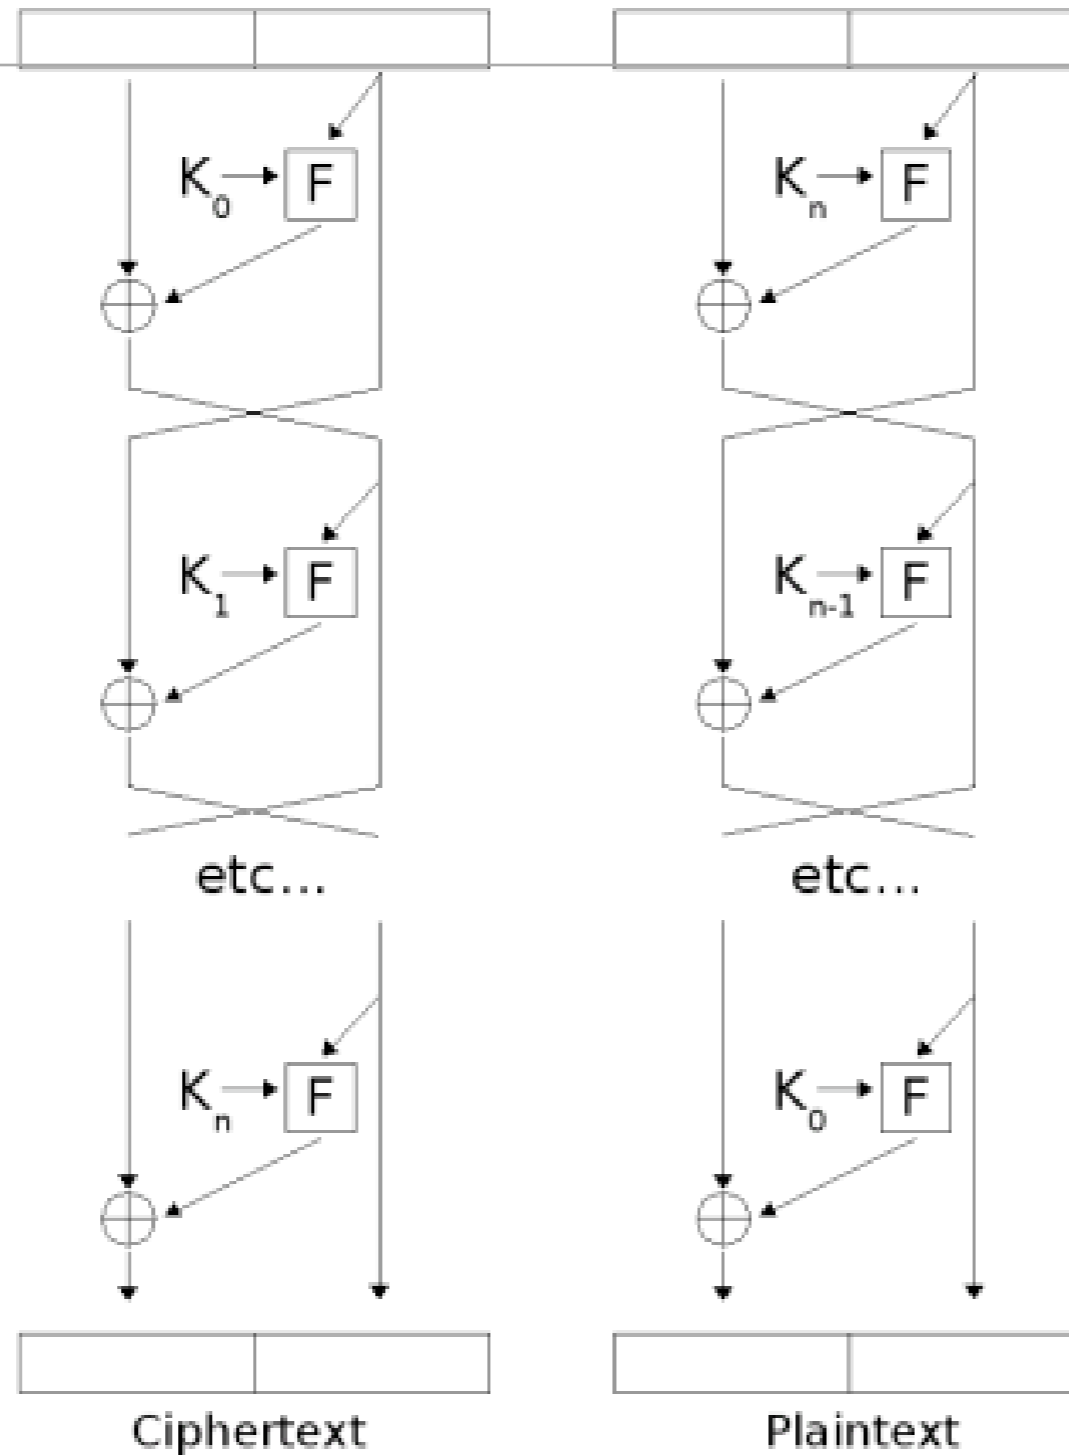 K0 F
Kn F
K1 F
Kn-1 F
etc...
etc...
Kn F
K0 F
Ciphertext
Plaintext